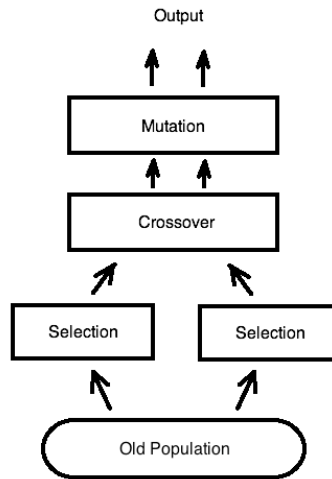 Output
Mutation
Crossover
Selection
Selection
Old Population